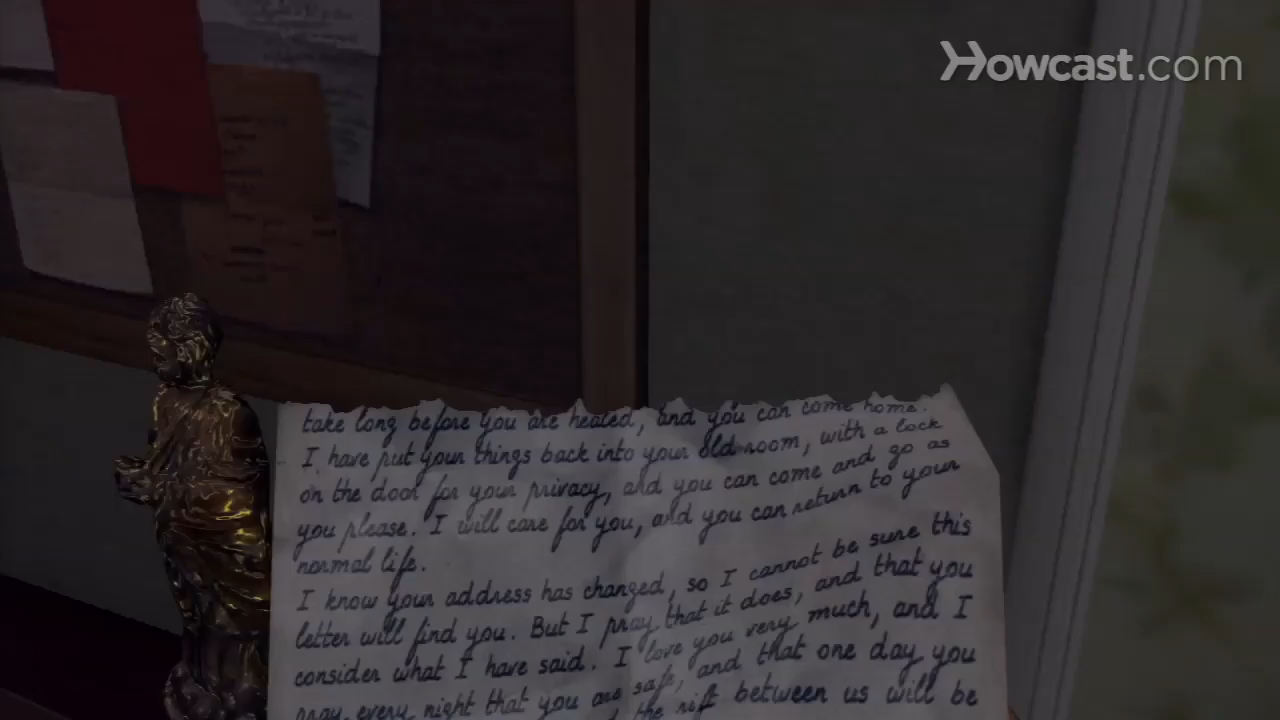 Howcast.com
take long before you are healed, and you can come home.
I have put your things back into your old room, with a lock
on the door for your privacy, and you can come and go as
you please. I will care for you, and you can return to your
normal life.
I know your address has changed, so I cannot be sure this
letter will find you. But I pray that it does, and that you
consider what I have said. I love you very much, and I
pray every night that you are safe, and that one day you
the rift between us will be